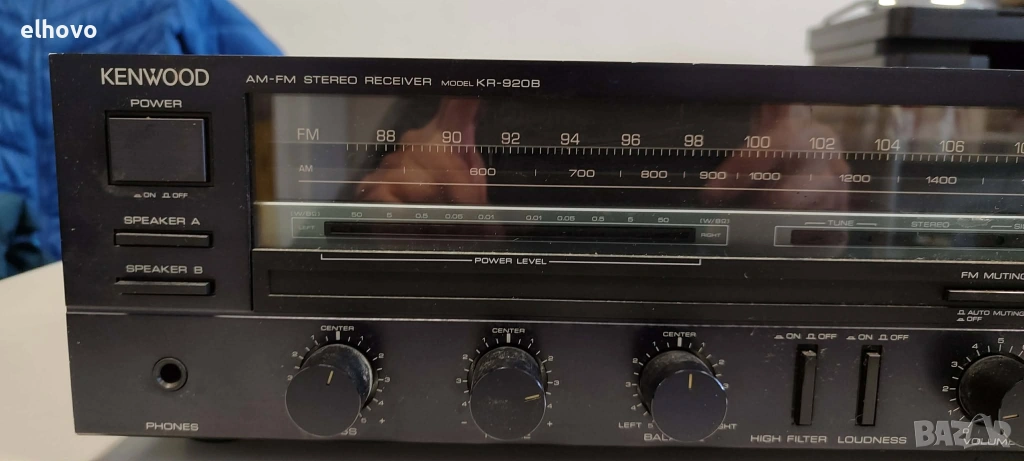 elhovo
KENWOOD
AM-FM STEREO RECEIVER MODEL KR-920B
POWER
ON OFF
SPEAKER A
SPEAKER B
FM 88 90 92 94 96 98 100 102 104 106
AM 600 700 800 900 1000 1200 1400
(W/8Ω) 50 5 0.5 0.05 0.01 0.01 0.05 0.5 5 50 (W/8Ω)
LEFT RIGHT
TUNE STEREO
POWER LEVEL
FM MUTING
AUTO MUTING
OFF
CENTER CENTER CENTER
ON OFF ON OFF
PHONES
LEFT
HIGH FILTER LOUDNESS VOLUME
BAZAR